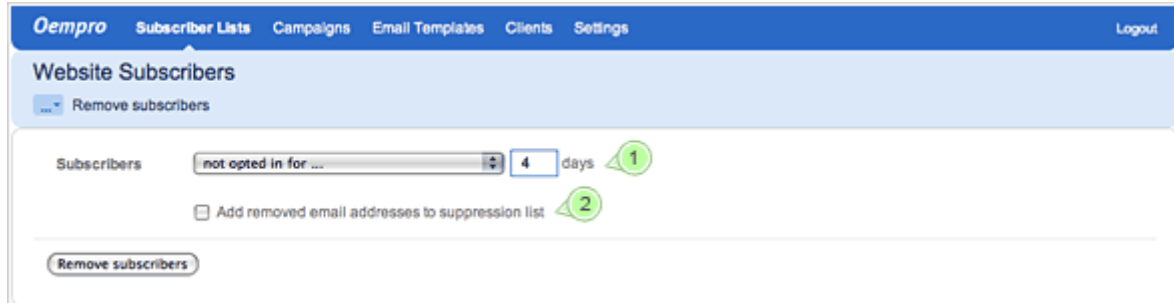 Oempro Subscriber Lists Campaigns Email Templates Clients Settings Logout
Website Subscribers
... Remove subscribers
Subscribers not opted in for ... 4 days 1
Add removed email addresses to suppression list 2
Remove subscribers